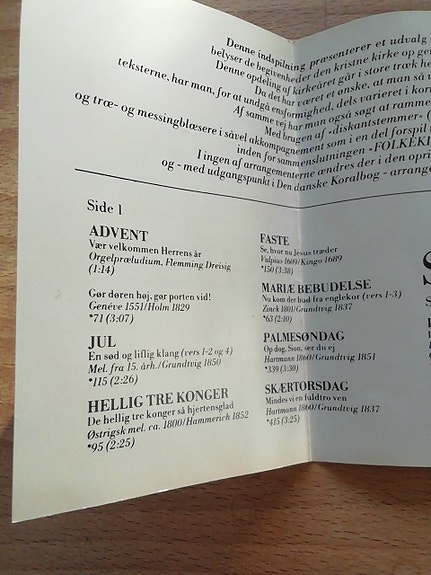 Denne indspilning præsenterer et udvalg
belyser de begivenheder den kristne kirke op
Denne opdeling af kirkeåret går i store træk
Da det har været et ønske, at man så
teksterne, har man, for at undgå ensformighed, dels varieret i
Af samme vej har man også søgt at ramme
Med brugen af »diskantstemmer«
og træ- og messingblæsere i såvel akkompagnement som i en del forspil
inden for sammenslutningen
I ingen af arrangementerne ændres der i den
og - med udgangspunkt i Den danske Koralbog -
Side 1
ADVENT
Vær velkommen Herrens år
Orgelpræludium, Flemming Dreisig
(1:14)
Gør døren høj, gør porten vid!
Genéve 1551/Holm 1829
*71 (3:07)
JUL
En sød og liflig klang (vers 1-2 og 4)
Mel. fra 15. årh./Grundtvig 1850
*115 (2:26)
HELLIG TRE KONGER
De hellig tre konger så hjertensglad
Østrigsk mel. ca. 1800/Hammerich 1852
*95 (2:25)
FASTE
Se, hvor nu Jesus træder
Vulpius 1609/Kingo 1689
*150 (3:38)
MARIÆ BEBUDELSE
Nu kom der bud fra englekor (vers 1-3)
Zinck 1801/Grundtvig 1837
*63 (2:40)
PALMESØNDAG
Op dog, Sion, ser du ej
Hartmann 1860/Grundtvig 1851
*339 (3:30)
SKÆRTORSDAG
Mindes vi en fuldtro ven
Hartmann 1860/Grundtvig 1837
*415 (3:25)